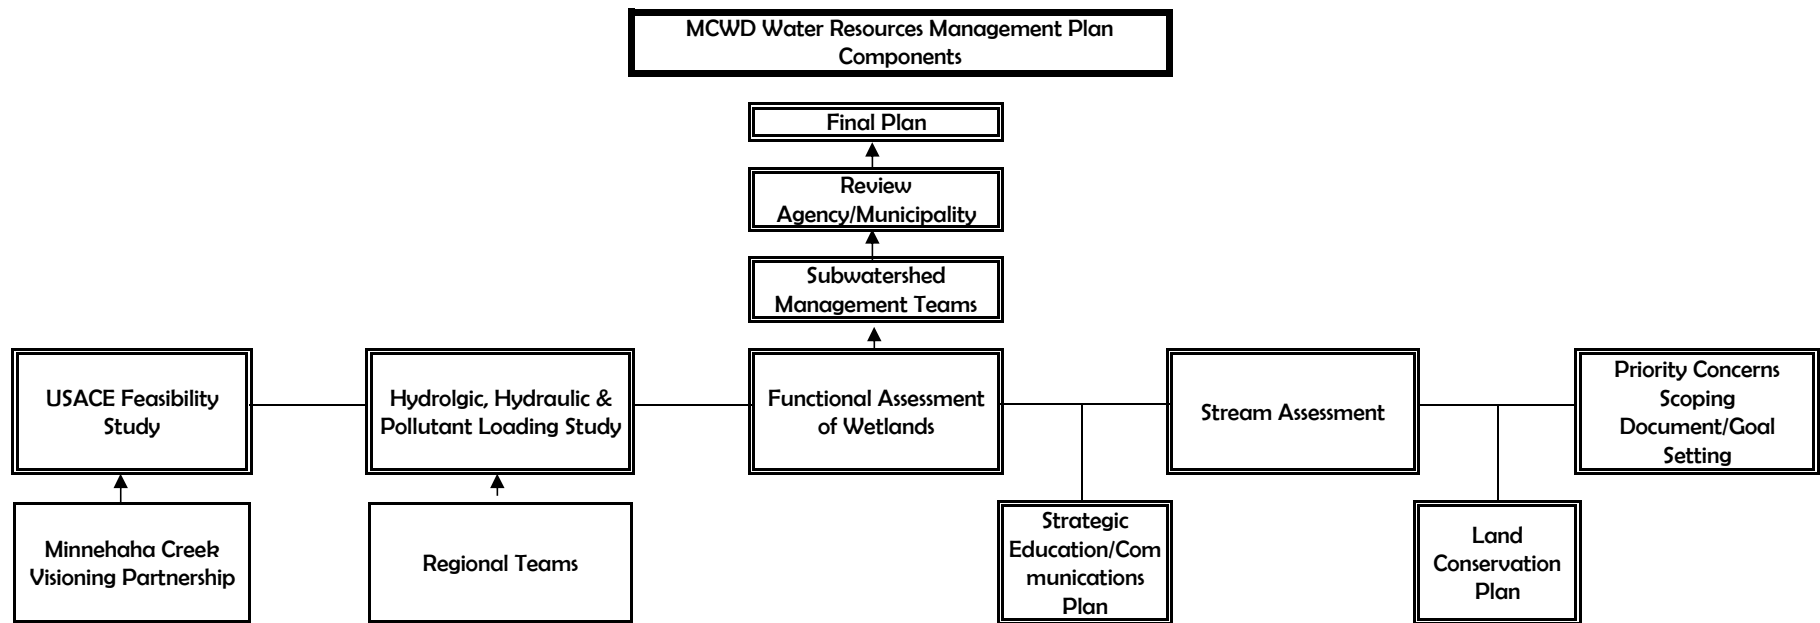 MCWD Water Resources Management Plan
Components
Final Plan
Review
Agency/Municipality
Subwatershed
Management Teams
USACE Feasibility
Study
Hydrolgic, Hydraulic &
Pollutant Loading Study
Functional Assessment
of Wetlands
Stream Assessment
Priority Concerns
Scoping
Document/Goal
Setting
Minnehaha Creek
Visioning Partnership
Regional Teams
Strategic
Education/Com
munications
Plan
Land
Conservation
Plan